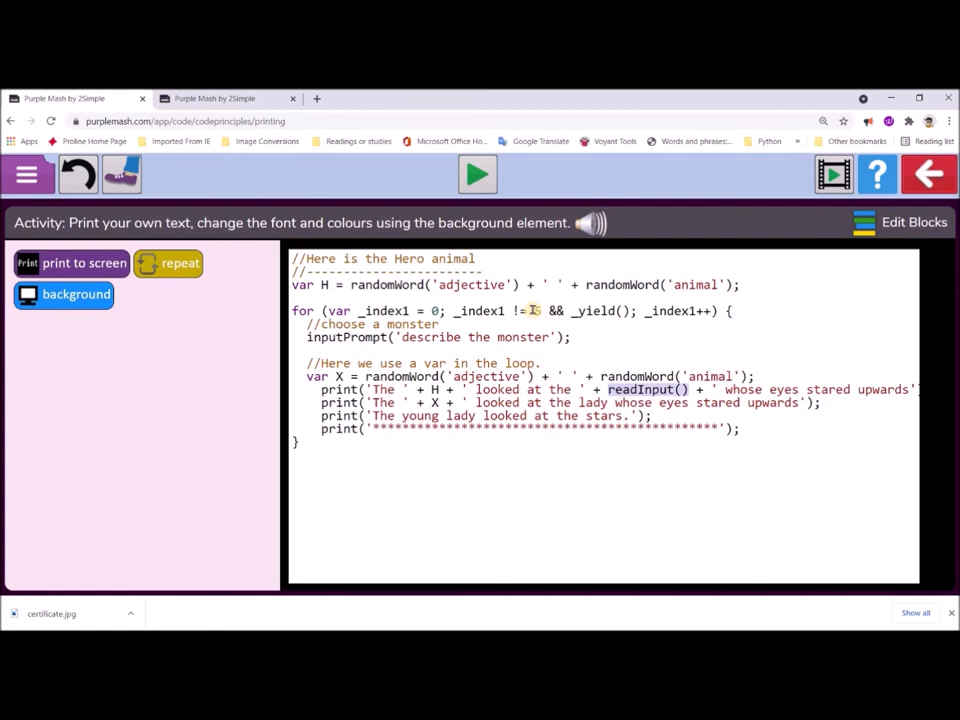 Purple Mash by 2Simple
Purple Mash by 2Simple
purplemash.com/app/code/codeprinciples/printing
Apps Proline Home Page Imported From IE Image Conversions Readings or studies Microsoft Office Ho... Google Translate Voyant Tools Words and phrases:... Python » Other bookmarks Reading list
Activity: Print your own text, change the font and colours using the background element. Edit Blocks
Print print to screen repeat
background
//Here is the Hero animal
//------------------------
var H = randomWord('adjective') + ' ' + randomWord('animal');
for (var _index1 = 0; _index1 != && _yield(); _index1++) {
//choose a monster
inputPrompt('describe the monster');
//Here we use a var in the loop.
var X = randomWord('adjective') + ' ' + randomWord('animal');
print('The ' + H + ' looked at the ' + readInput() + ' whose eyes stared upwards'
print('The ' + X + ' looked at the lady whose eyes stared upwards');
print('The young lady looked at the stars.');
print('***********************************************');
}
certificate.jpg Show all